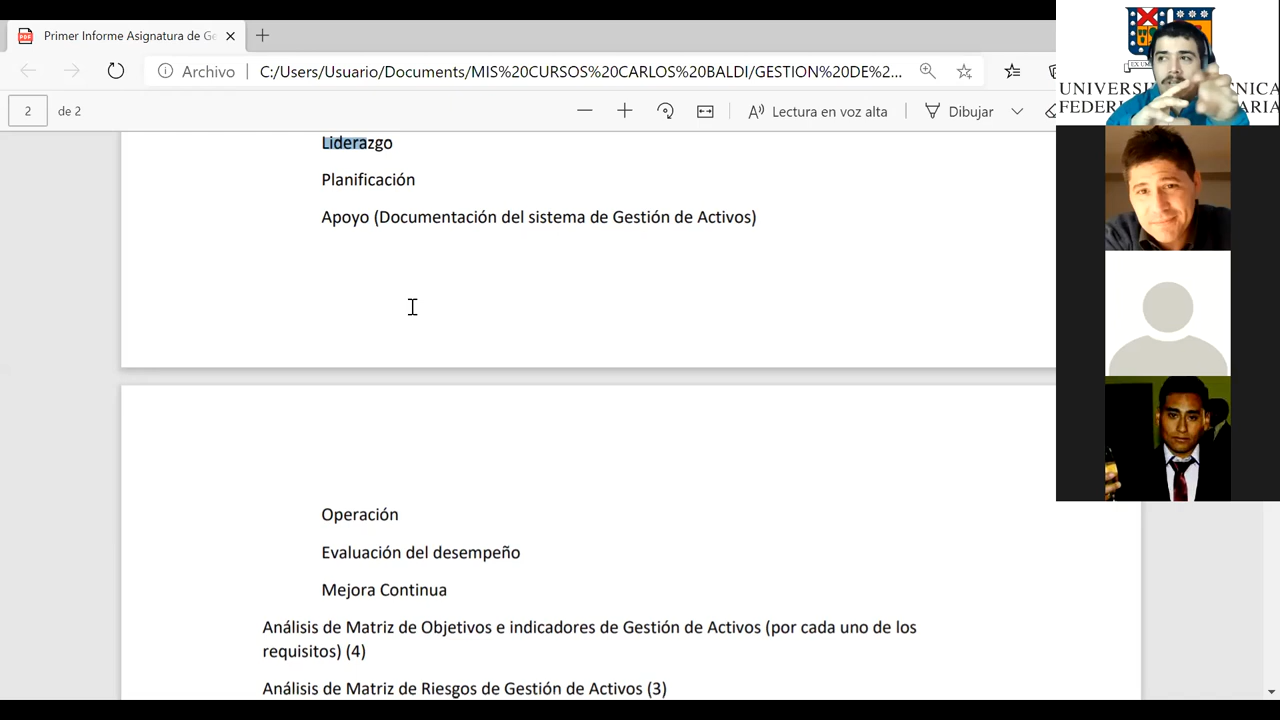 Primer Informe Asignatura de Ge
Archivo
C:/Users/Usuario/Documents/MIS%20CURSOS%20CARLOS%20BALDI/GESTION%20DE%2...
2
de 2
Lectura en voz alta
Dibujar
Liderazgo
Planificación
Apoyo (Documentación del sistema de Gestión de Activos)
Operación
Evaluación del desempeño
Mejora Continua
Análisis de Matriz de Objetivos e indicadores de Gestión de Activos (por cada uno de los
requisitos) (4)
Análisis de Matriz de Riesgos de Gestión de Activos (3)